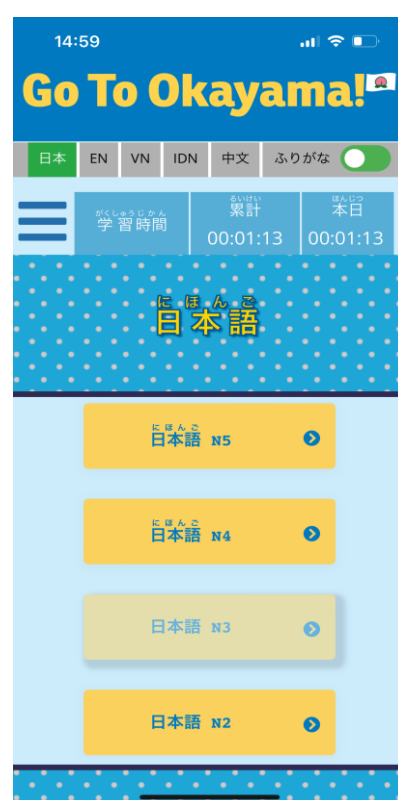 14:59
Go To Okayama!
日本 EN VN IDN 中文 ふりがな
がくしゅうじかん
学習時間
るいけい
累計
00:01:13
ほんじつ
本日
00:01:13
にほんご
日本語
にほんご
日本語 N5
にほんご
日本語 N4
日本語 N3
日本語 N2